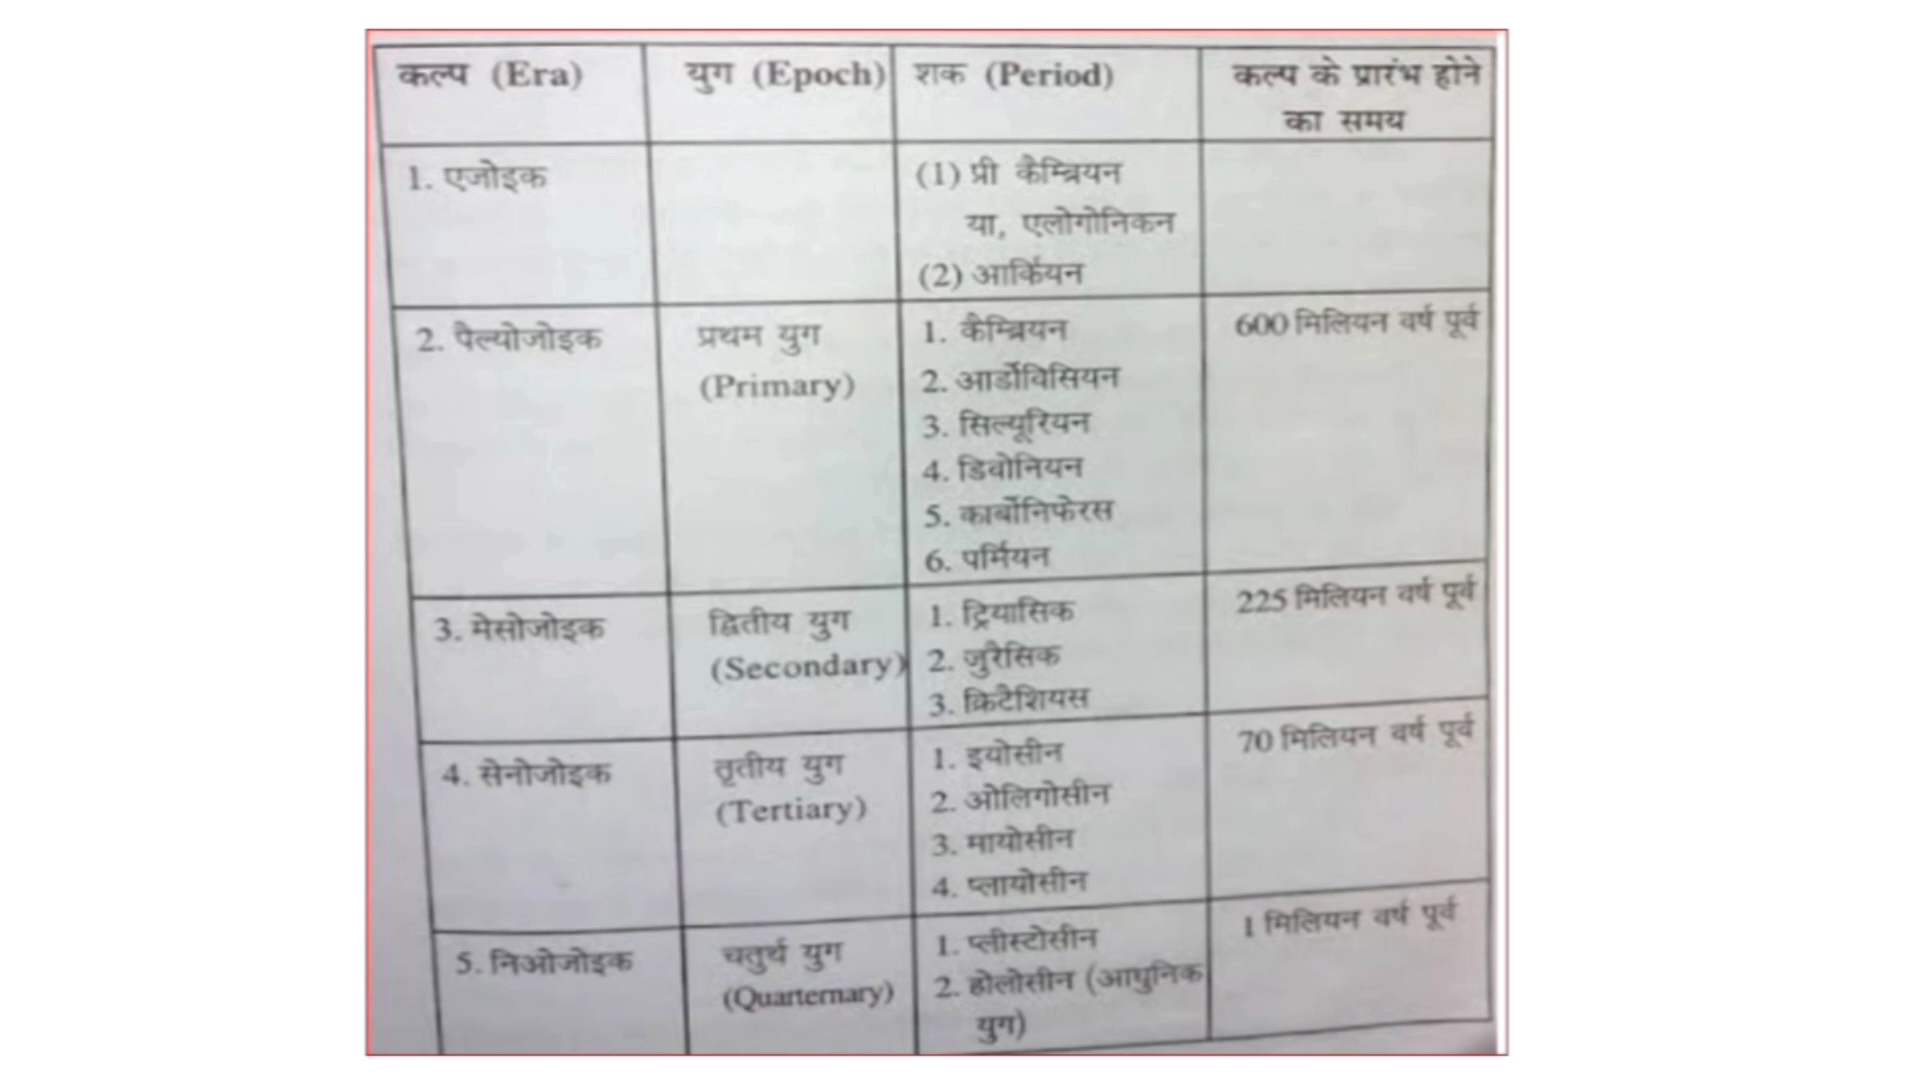 कल्प (Era) युग (Epoch) शक (Period) कल्प के प्रारंभ होने
का समय
1. एजोइक (1) प्री कैम्ब्रियन
या, एलोगोनिकन
(2) आर्कियन
2. पैल्योजोइक प्रथम युग 1. कैम्ब्रियन 600 मिलियन वर्ष पूर्व
(Primary) 2. आर्डोविसियन
3. सिल्यूरियन
4. डिवोनियन
5. कार्बोनिफेरस
6. पर्मियन
3. मेसोजोइक द्वितीय युग 1. ट्रियासिक 225 मिलियन वर्ष पूर्व
(Secondary) 2. जुरैसिक
3. क्रिटैशियस
4. सेनोजोइक तृतीय युग 1. इयोसीन 70 मिलियन वर्ष पूर्व
(Tertiary) 2. ओलिगोसीन
3. मायोसीन
4. प्लायोसीन
5. निओजोइक चतुर्थ युग 1. प्लीस्टोसीन 1 मिलियन वर्ष पूर्व
(Quarternary) 2. होलोसीन (आधुनिक
युग)